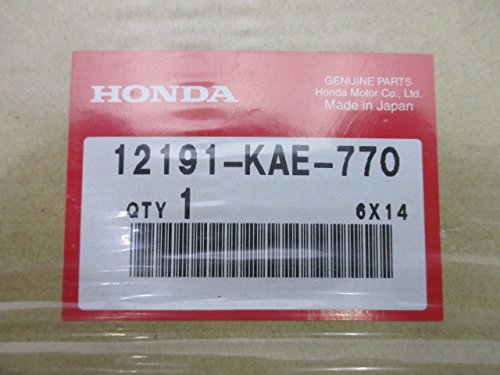 HONDA
GENUINE PARTS
Honda Motor Co., Ltd.
Made in Japan
12191-KAE-770
QTY 1
6X14